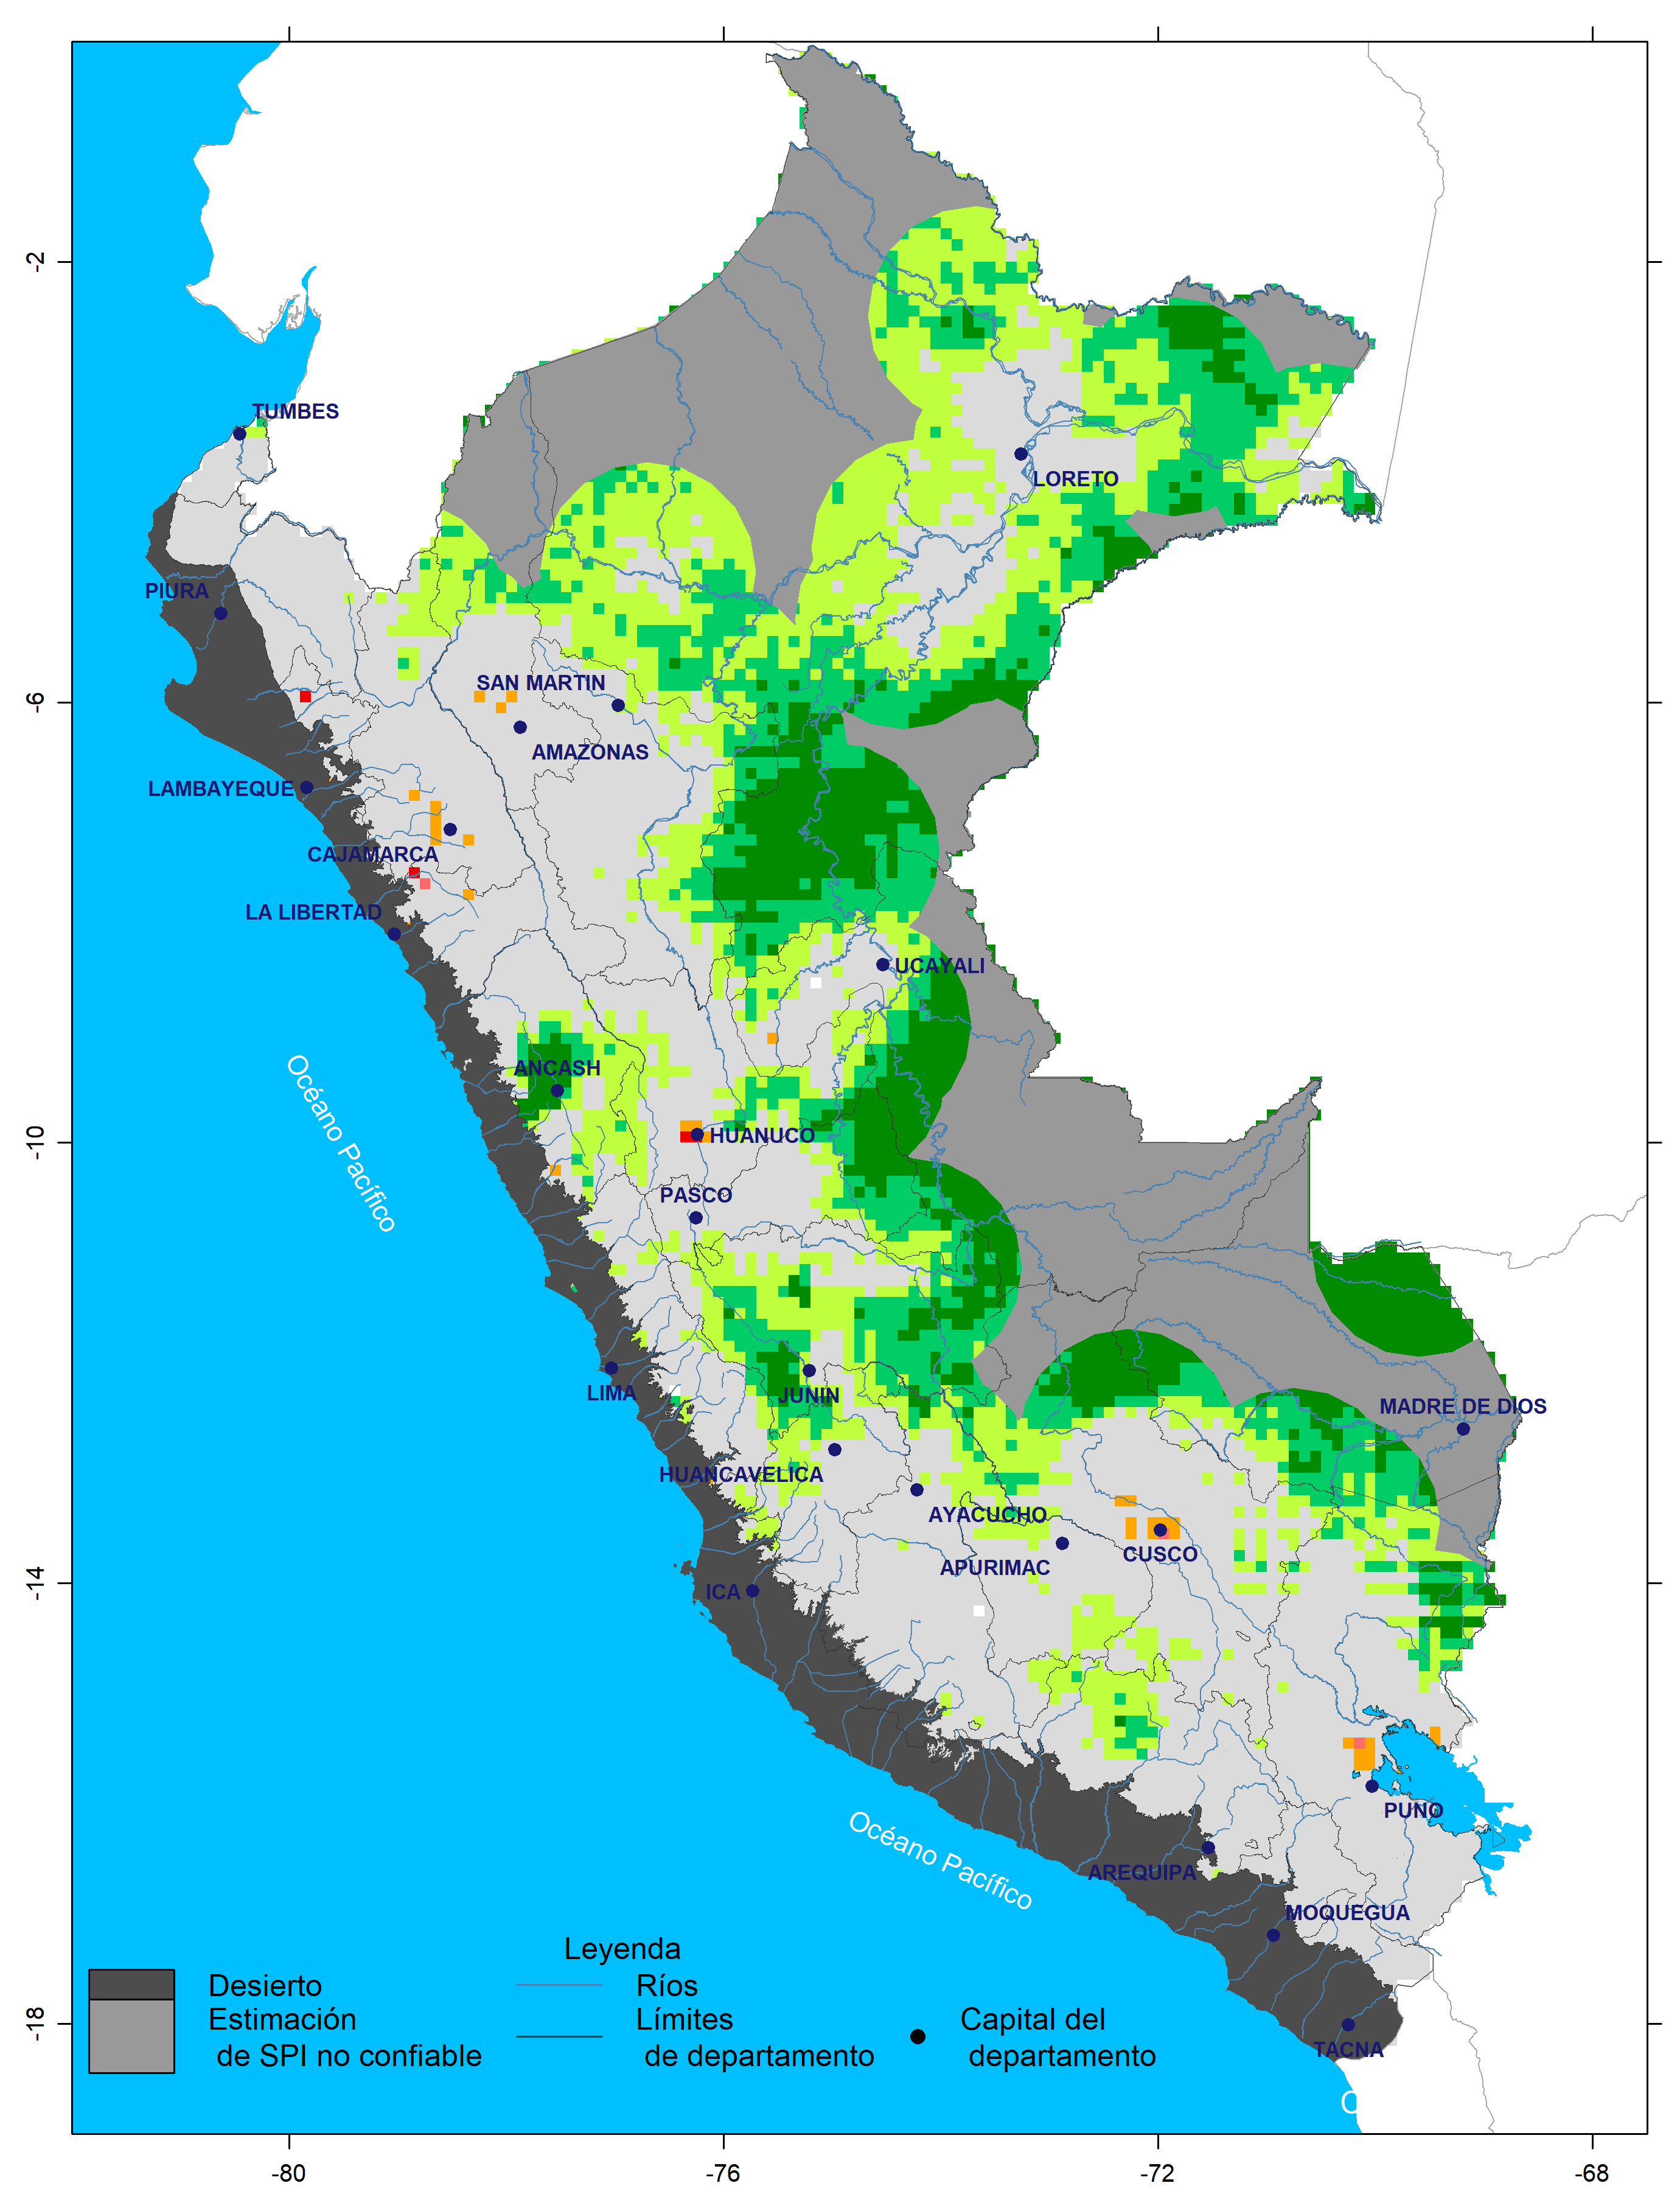 -2
TUMBES
LORETO
PIURA
-6
SAN MARTIN
AMAZONAS
LAMBAYEQUE
CAJAMARCA
LA LIBERTAD
UCAYALI
Océano Pacífico
ANCASH
-10
HUANUCO
PASCO
LIMA
JUNIN
MADRE DE DIOS
HUANCAVELICA
AYACUCHO
CUSCO
APURIMAC
-14
ICA
PUNO
Océano Pacífico
AREQUIPA
MOQUEGUA
Leyenda
Desierto
Ríos
-18
Estimación
de SPI no confiable
Límites
de departamento
Capital del
departamento
TACNA
-80
-76
-72
-68